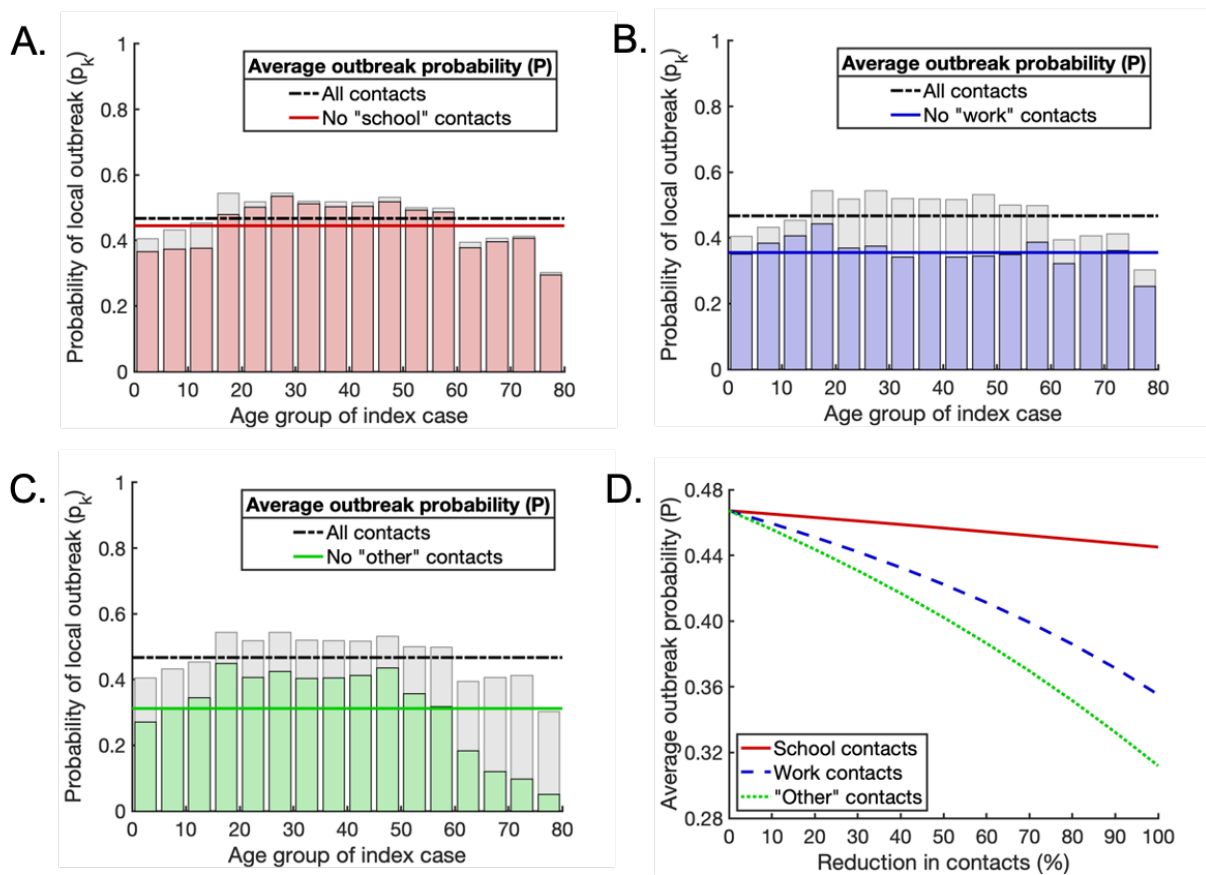 A.
Probability of local outbreak (p_k)
1
0.8
0.6
0.4
0.2
0
Average outbreak probability (P)
All contacts
No "school" contacts
0 10 20 30 40 50 60 70 80
Age group of index case
B.
Probability of local outbreak (p_k)
1
0.8
0.6
0.4
0.2
0
Average outbreak probability (P)
All contacts
No "work" contacts
0 10 20 30 40 50 60 70 80
Age group of index case
C.
Probability of local outbreak (p_k)
1
0.8
0.6
0.4
0.2
0
Average outbreak probability (P)
All contacts
No "other" contacts
0 10 20 30 40 50 60 70 80
Age group of index case
D.
Average outbreak probability (P)
0.48
0.44
0.40
0.36
0.32
0.28
School contacts
Work contacts
"Other" contacts
0 10 20 30 40 50 60 70 80 90 100
Reduction in contacts (%)